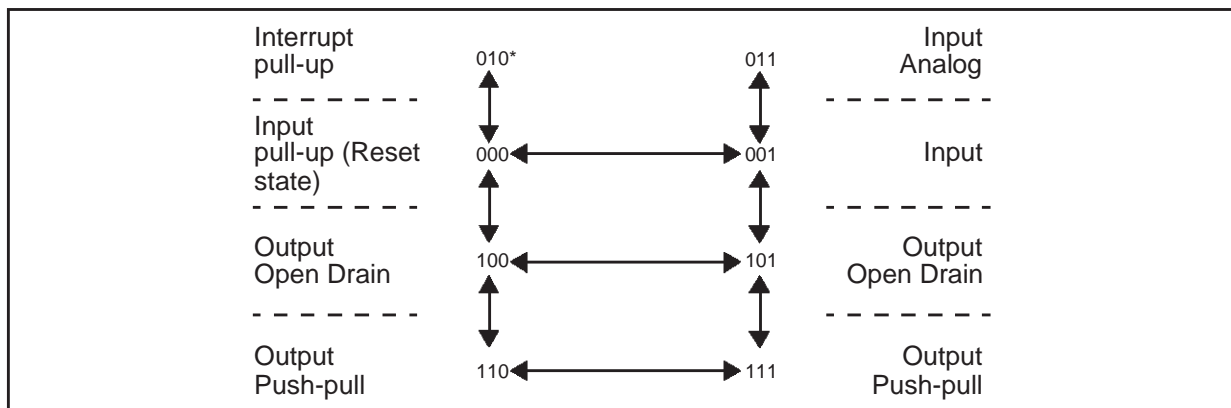 Interrupt
pull-up
010*
011
Input
Analog
Input
pull-up (Reset
state)
000
001
Input
Output
Open Drain
100
101
Output
Open Drain
Output
Push-pull
110
111
Output
Push-pull